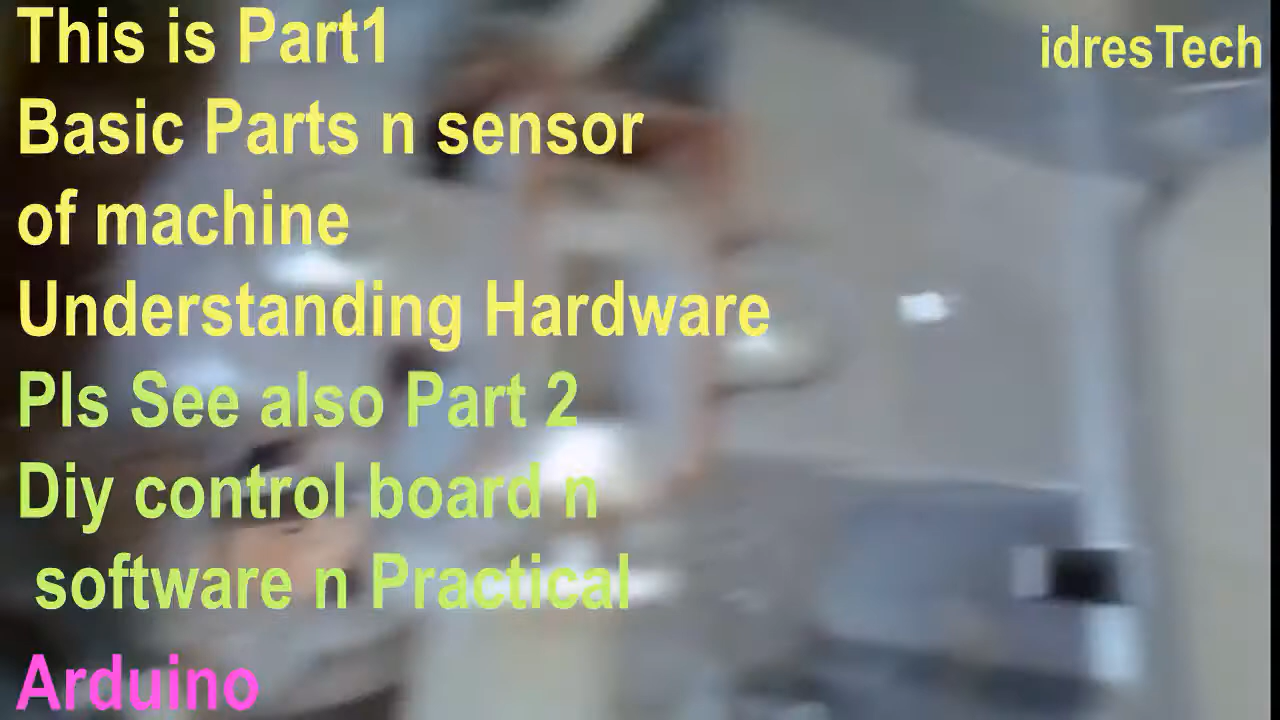 This is Part1
idresTech
Basic Parts n sensor
of machine
Understanding Hardware
Pls See also Part 2
Diy control board n
software n Practical
Arduino